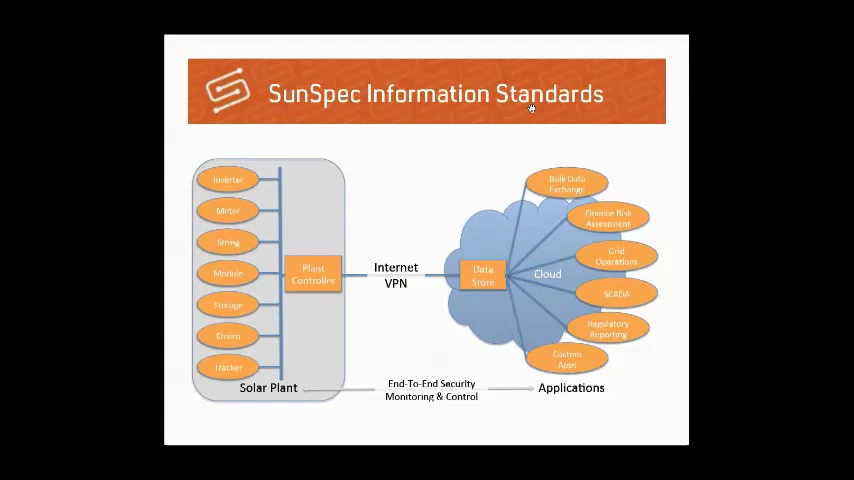 SunSpec Information Standards
Inverter
Meter
String
Module
Storage
Enviro
Tracker
Plant
Controller
Solar Plant
Internet
VPN
End-To-End Security
Monitoring & Control
Data
Store
Cloud
Bulk Data
Exchange
Finance Risk
Assessment
Grid
Operations
SCADA
Regulatory
Reporting
Custom
Apps
Applications